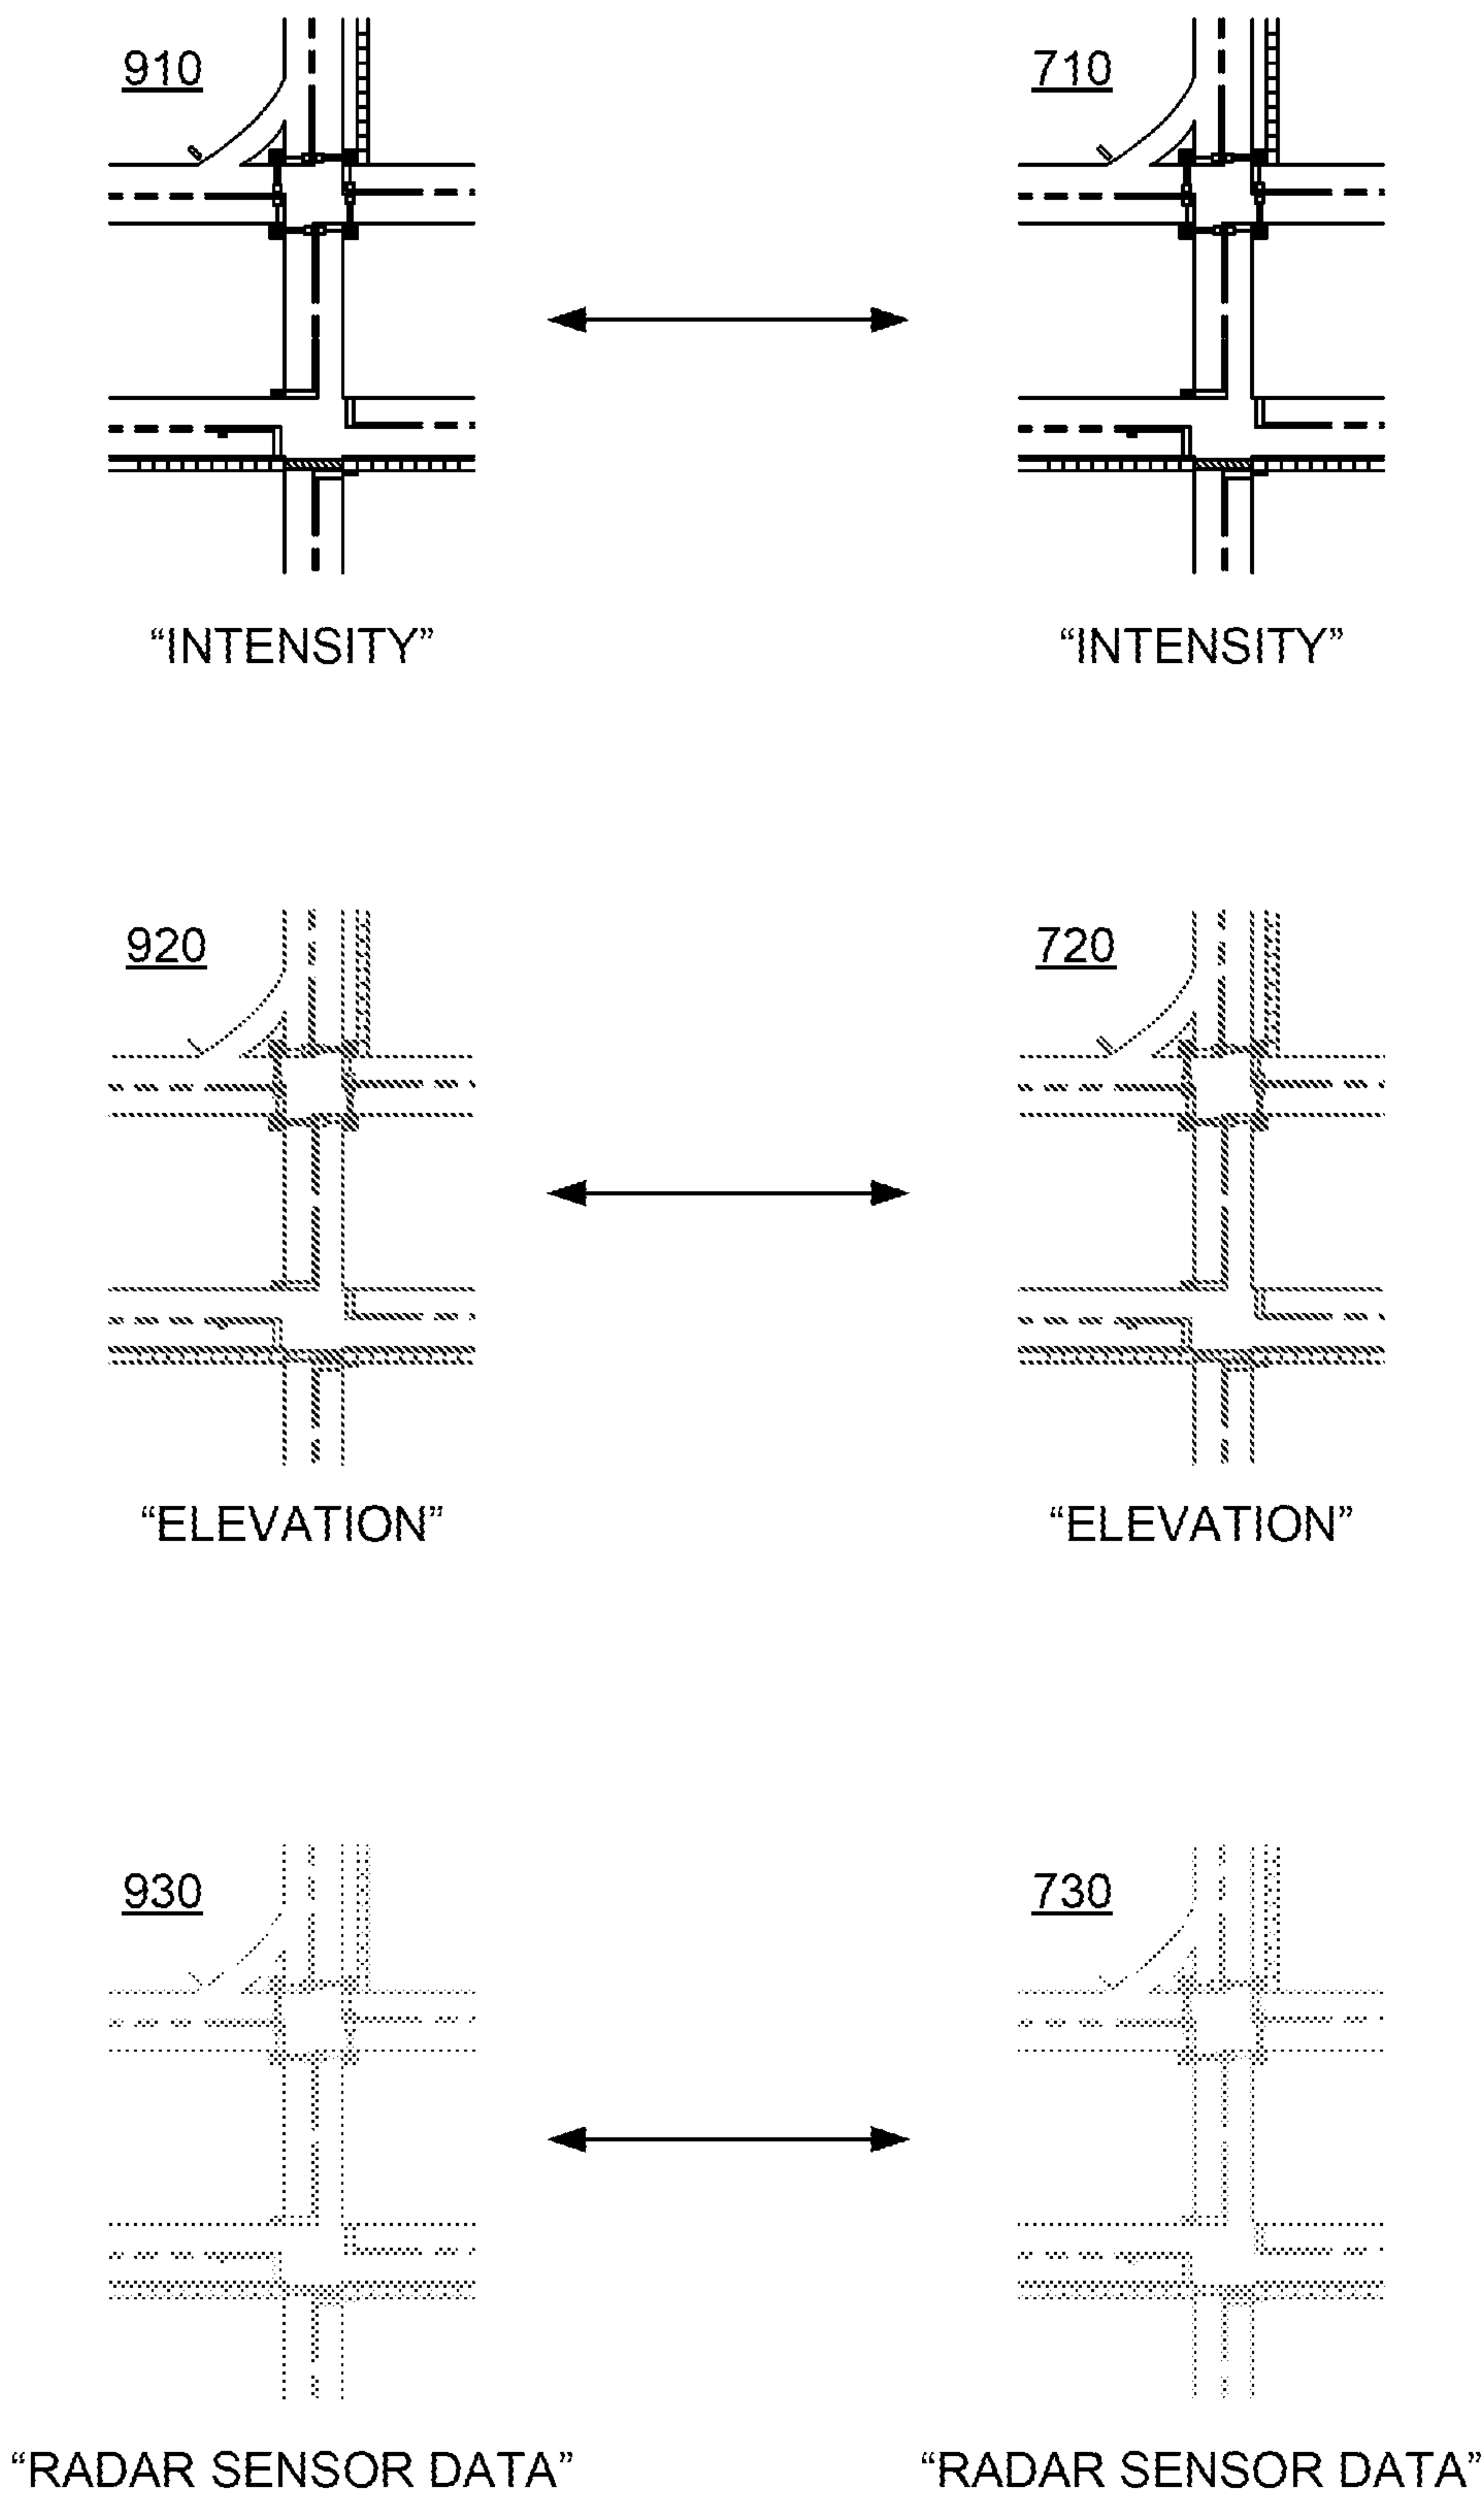 910
710
“INTENSITY”
“INTENSITY”
920
720
“ELEVATION”
“ELEVATION”
930
730
“RADAR SENSOR DATA”
“RADAR SENSOR DATA”